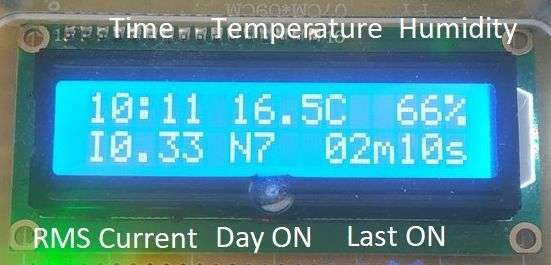 Time Temperature Humidity
10:11 16.5C 66%
I0.33 N7 02m10s
RMS Current Day ON Last ON